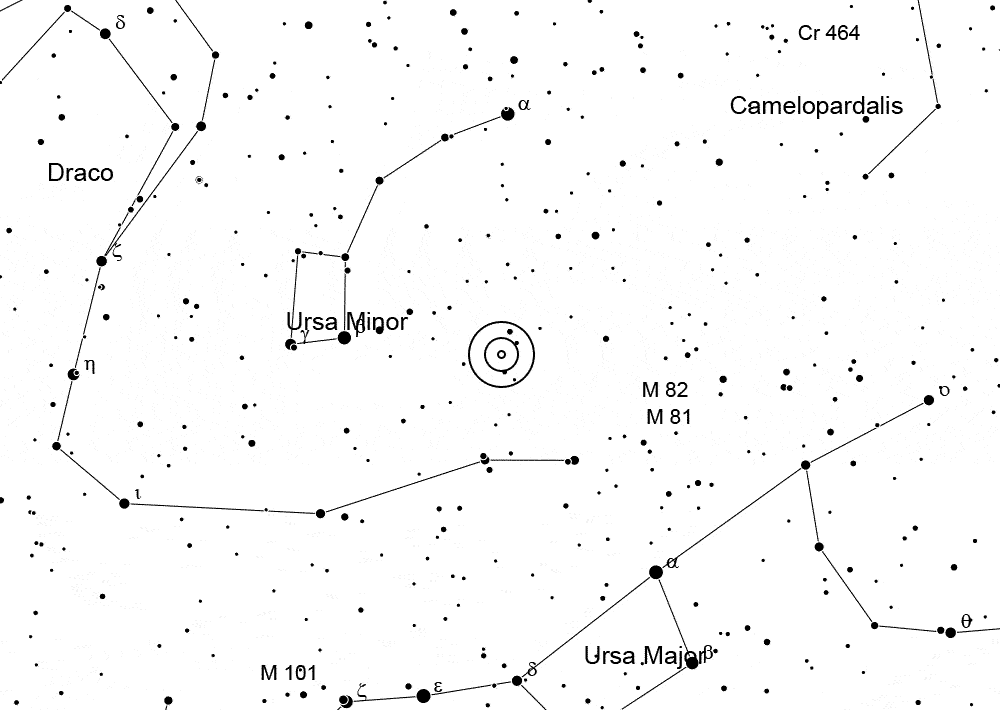 δ
Cr 464
α
Camelopardalis
Draco
ζ
Ursa Minor
γ
β
η
M 82
υ
M 81
ι
α
θ
Ursa Major
β
M 101
δ
ζ
ε